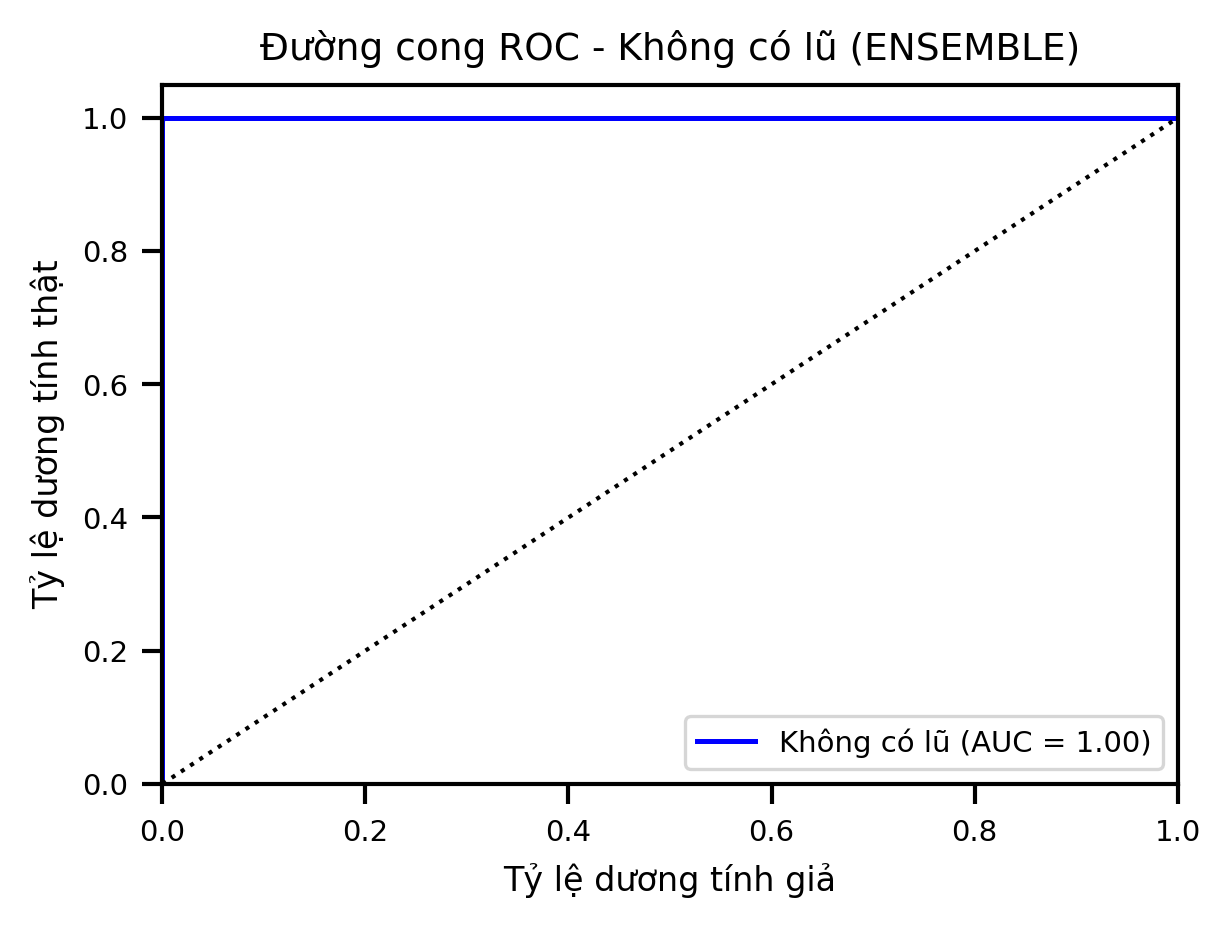 Đường cong ROC - Không có lũ (ENSEMBLE)
Tỷ lệ dương tính thật
1.0
0.8
0.6
0.4
0.2
0.0
Không có lũ (AUC = 1.00)
0.0 0.2 0.4 0.6 0.8 1.0
Tỷ lệ dương tính giả